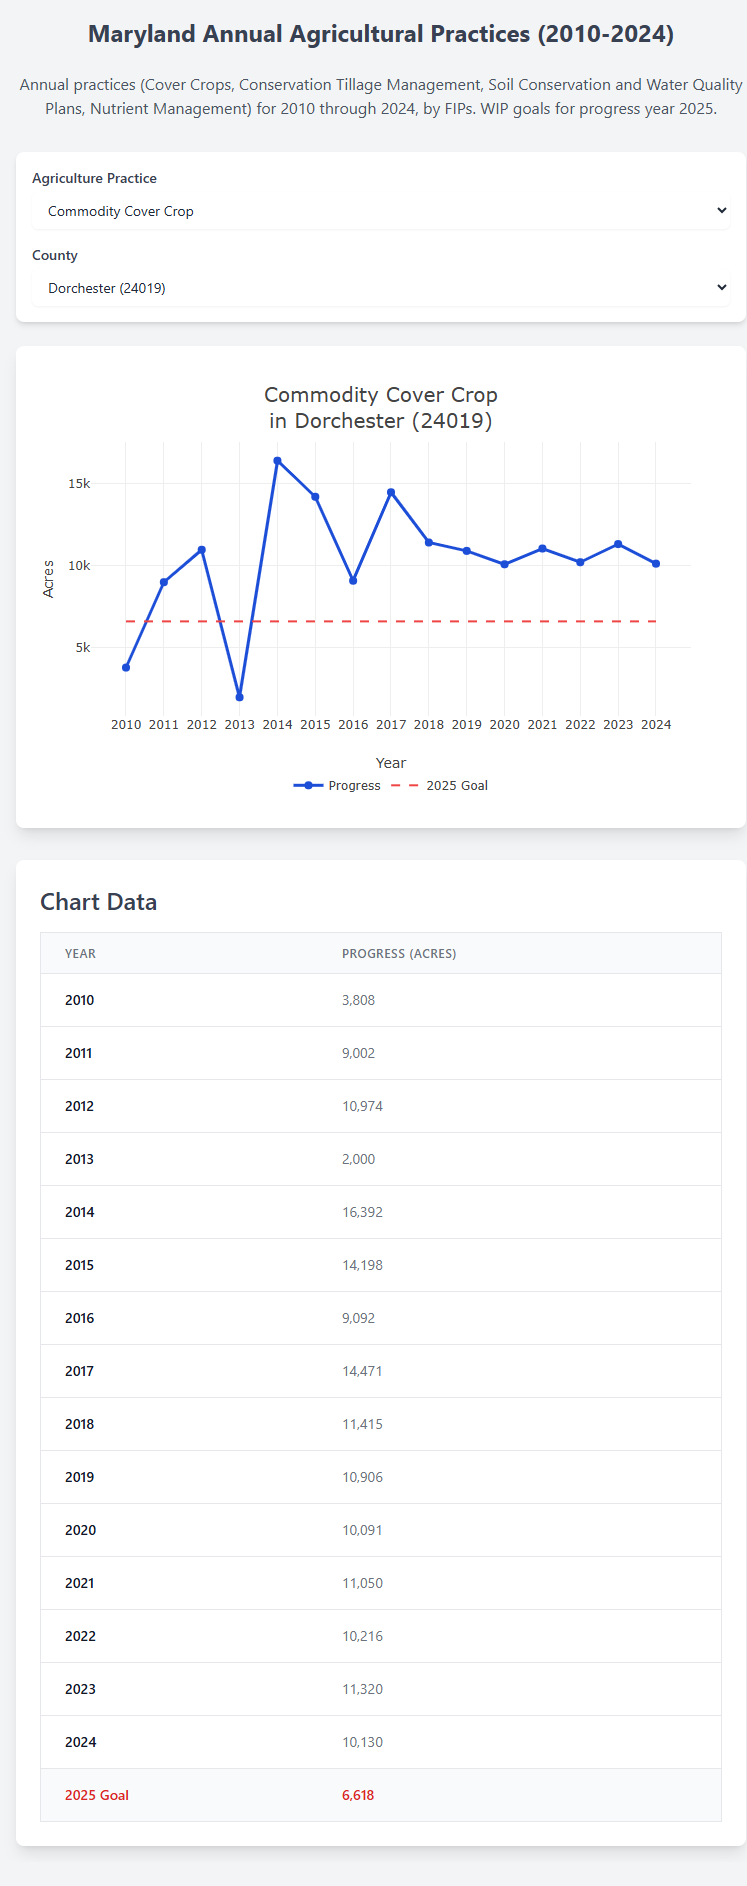 Maryland Annual Agricultural Practices (2010-2024)
Annual practices (Cover Crops, Conservation Tillage Management, Soil Conservation and Water Quality
Plans, Nutrient Management) for 2010 through 2024, by FIPs. WIP goals for progress year 2025.
Agriculture Practice
Commodity Cover Crop
County
Dorchester (24019)
Commodity Cover Crop
in Dorchester (24019)
15k
10k
5k
Acres
2010 2011 2012 2013 2014 2015 2016 2017 2018 2019 2020 2021 2022 2023 2024
Year
Progress 2025 Goal
Chart Data
YEAR PROGRESS (ACRES)
2010 3,808
2011 9,002
2012 10,974
2013 2,000
2014 16,392
2015 14,198
2016 9,092
2017 14,471
2018 11,415
2019 10,906
2020 10,091
2021 11,050
2022 10,216
2023 11,320
2024 10,130
2025 Goal 6,618